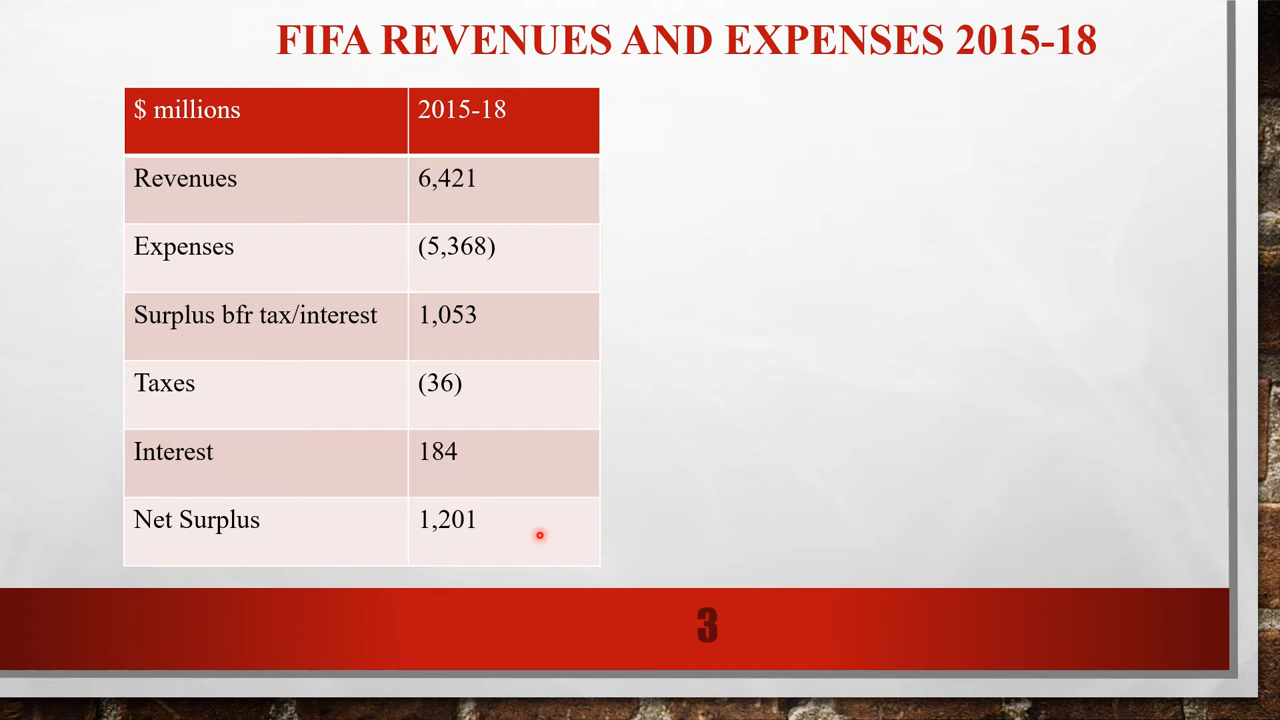 FIFA REVENUES AND EXPENSES 2015-18
$ millions 2015-18
Revenues 6,421
Expenses (5,368)
Surplus bfr tax/interest 1,053
Taxes (36)
Interest 184
Net Surplus 1,201
3